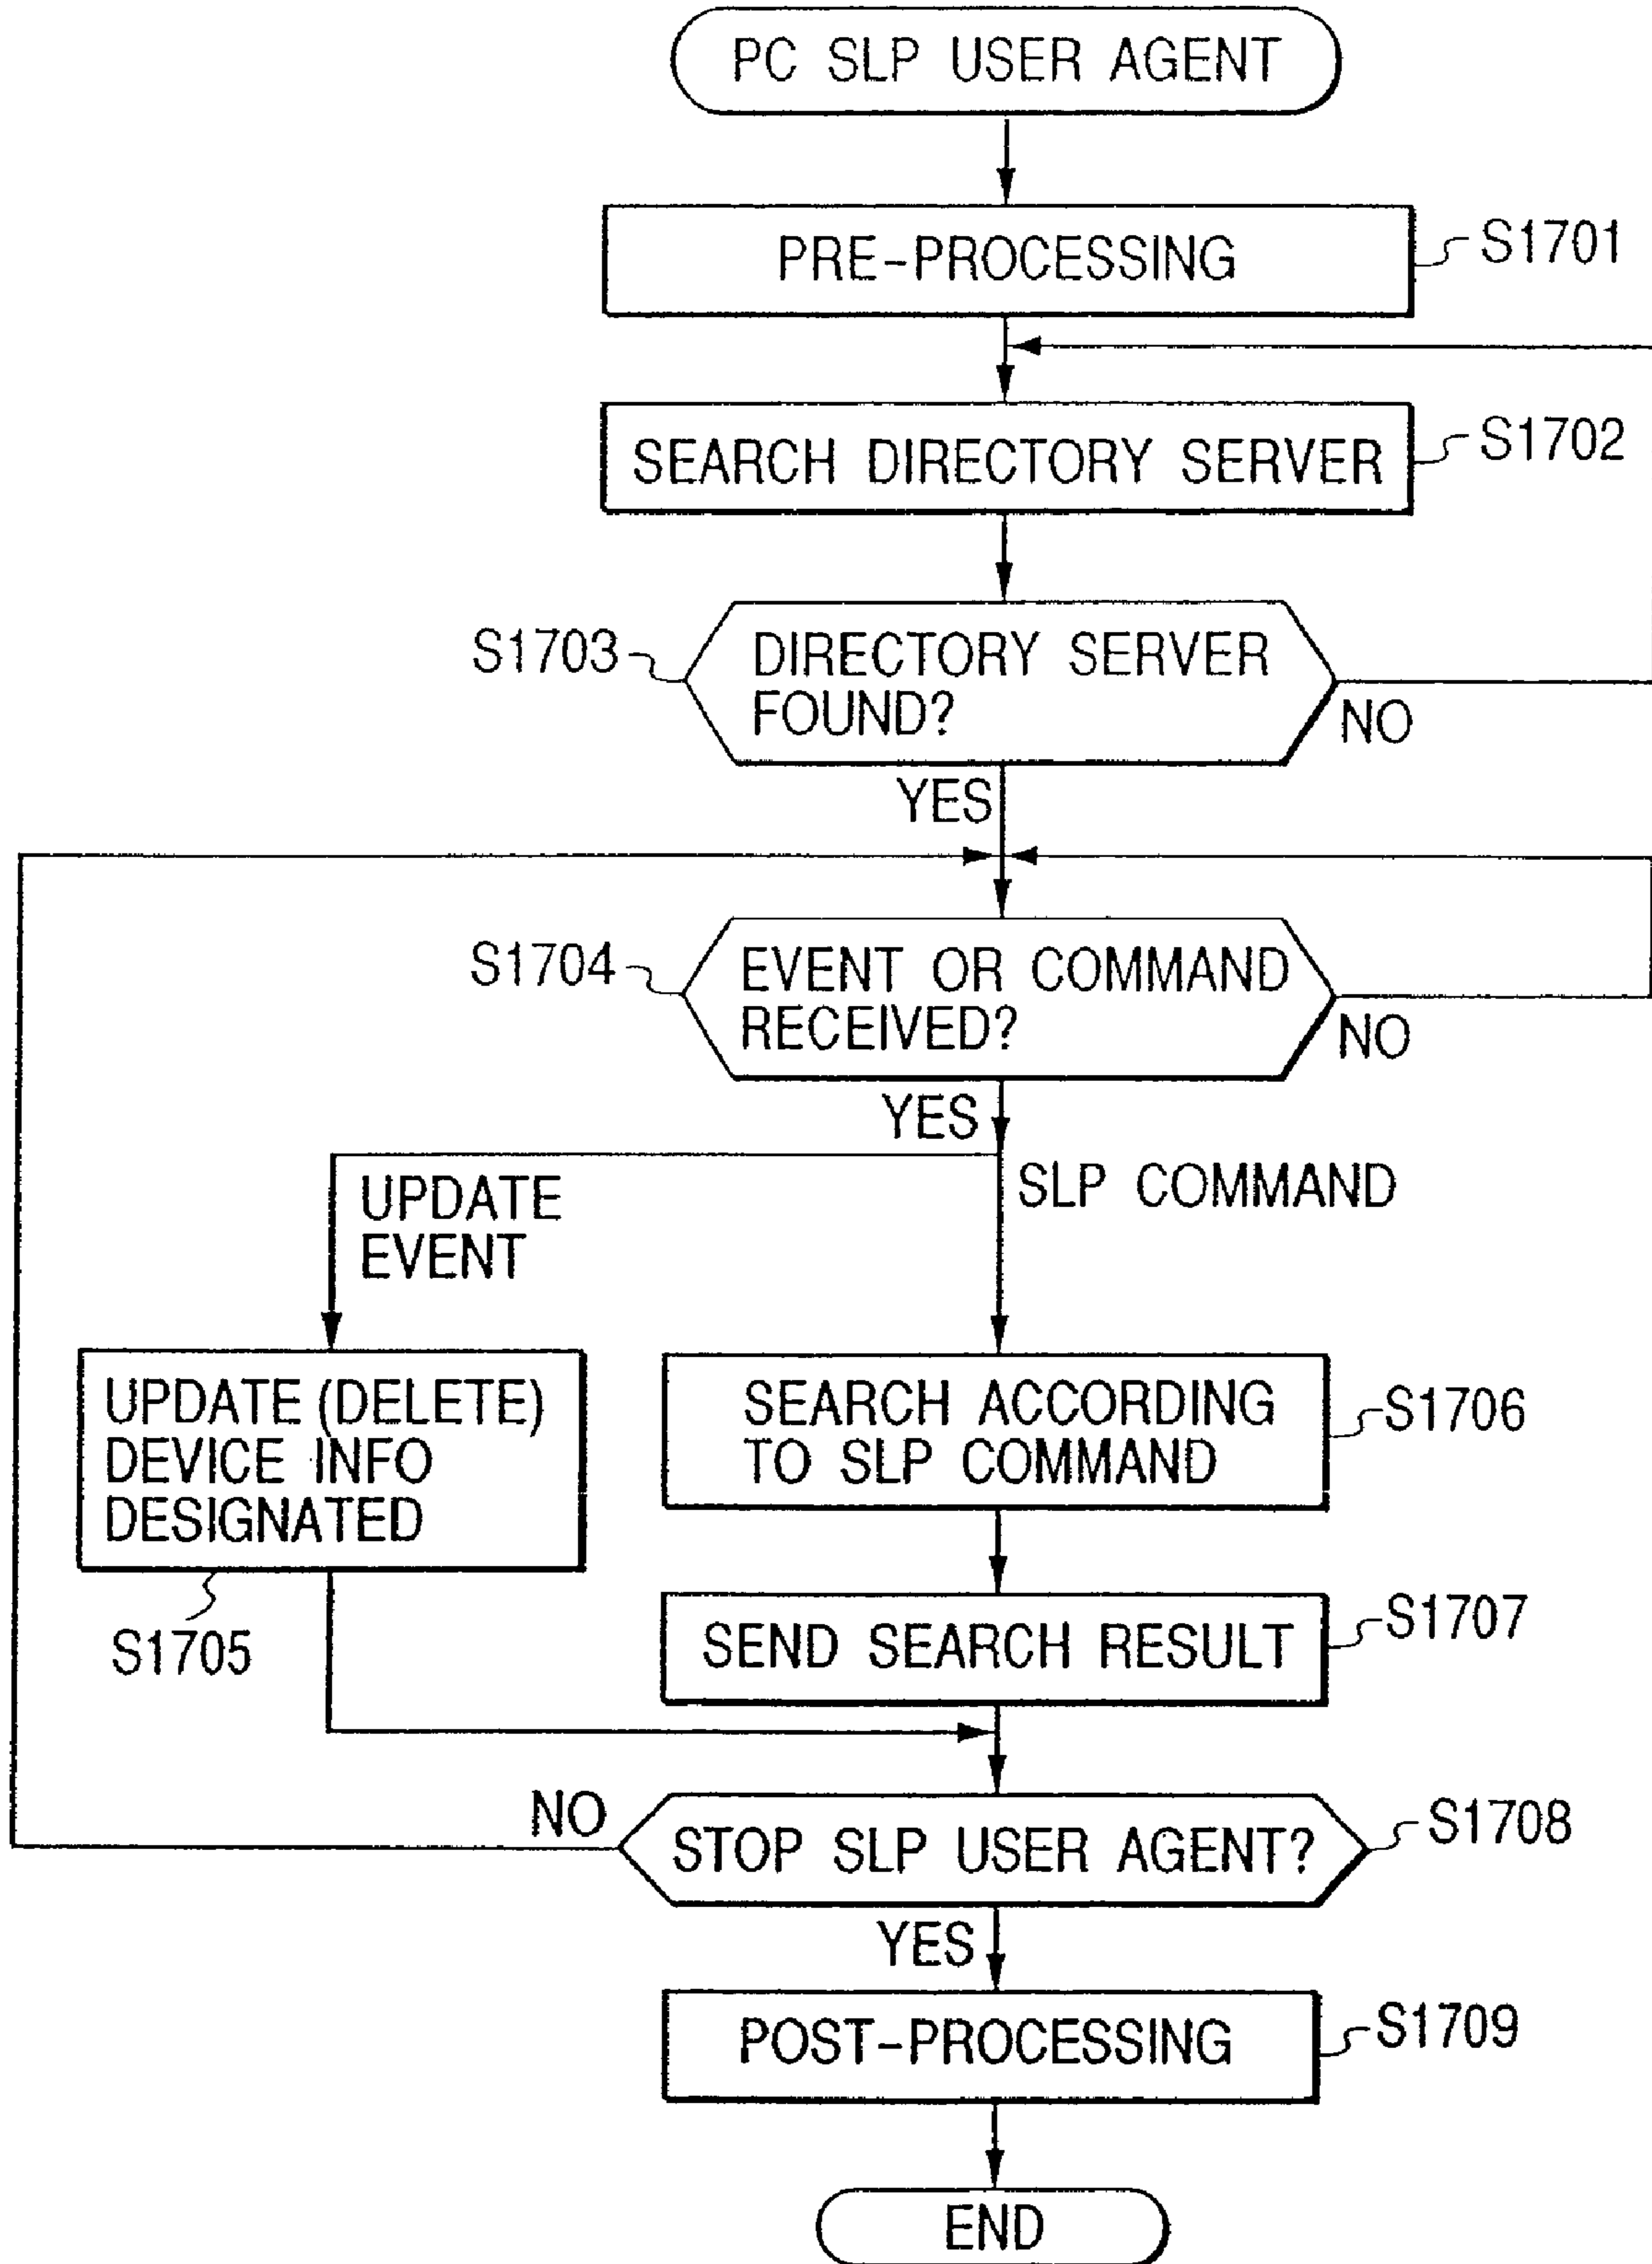 PC SLP USER AGENT
PRE-PROCESSING
S1701
SEARCH DIRECTORY SERVER
S1702
S1703
DIRECTORY SERVER
FOUND?
NO
YES
S1704
EVENT OR COMMAND
RECEIVED?
NO
YES
UPDATE
EVENT
SLP COMMAND
UPDATE (DELETE)
DEVICE INFO
DESIGNATED
S1705
SEARCH ACCORDING
TO SLP COMMAND
S1706
SEND SEARCH RESULT
S1707
NO
STOP SLP USER AGENT?
S1708
YES
POST-PROCESSING
S1709
END